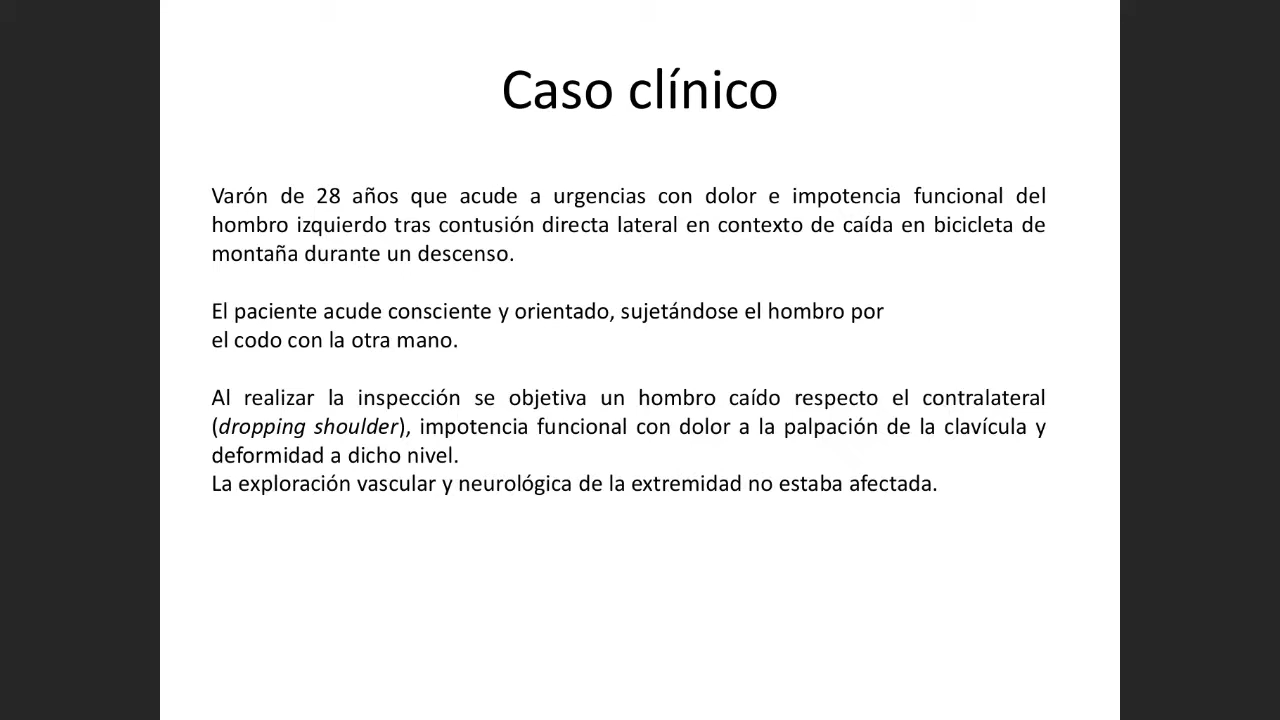 Caso clínico
Varón de 28 años que acude a urgencias con dolor e impotencia funcional del
hombro izquierdo tras contusión directa lateral en contexto de caída en bicicleta de
montaña durante un descenso.
El paciente acude consciente y orientado, sujetándose el hombro por
el codo con la otra mano.
Al realizar la inspección se objetiva un hombro caído respecto el contralateral
(dropping shoulder), impotencia funcional con dolor a la palpación de la clavícula y
deformidad a dicho nivel.
La exploración vascular y neurológica de la extremidad no estaba afectada.